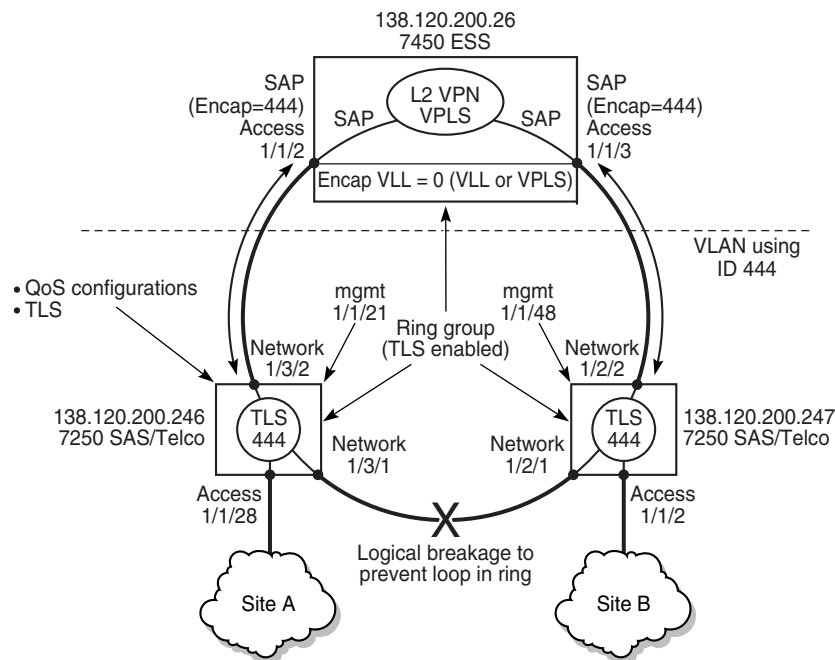 138.120.200.26
7450 ESS
SAP
(Encap=444)
Access
1/1/2
SAP
L2 VPN
VPLS
SAP
SAP
(Encap=444)
Access
1/1/3
Encap VLL = 0 (VLL or VPLS)
VLAN using
ID 444
• QoS configurations
• TLS
mgmt
1/1/21
mgmt
1/1/48
Ring group
(TLS enabled)
Network
1/3/2
Network
1/2/2
138.120.200.246
7250 SAS/Telco
TLS
444
TLS
444
138.120.200.247
7250 SAS/Telco
Network
1/3/1
Network
1/2/1
Access
1/1/28
Access
1/1/2
X
Logical breakage to
prevent loop in ring
Site A
Site B